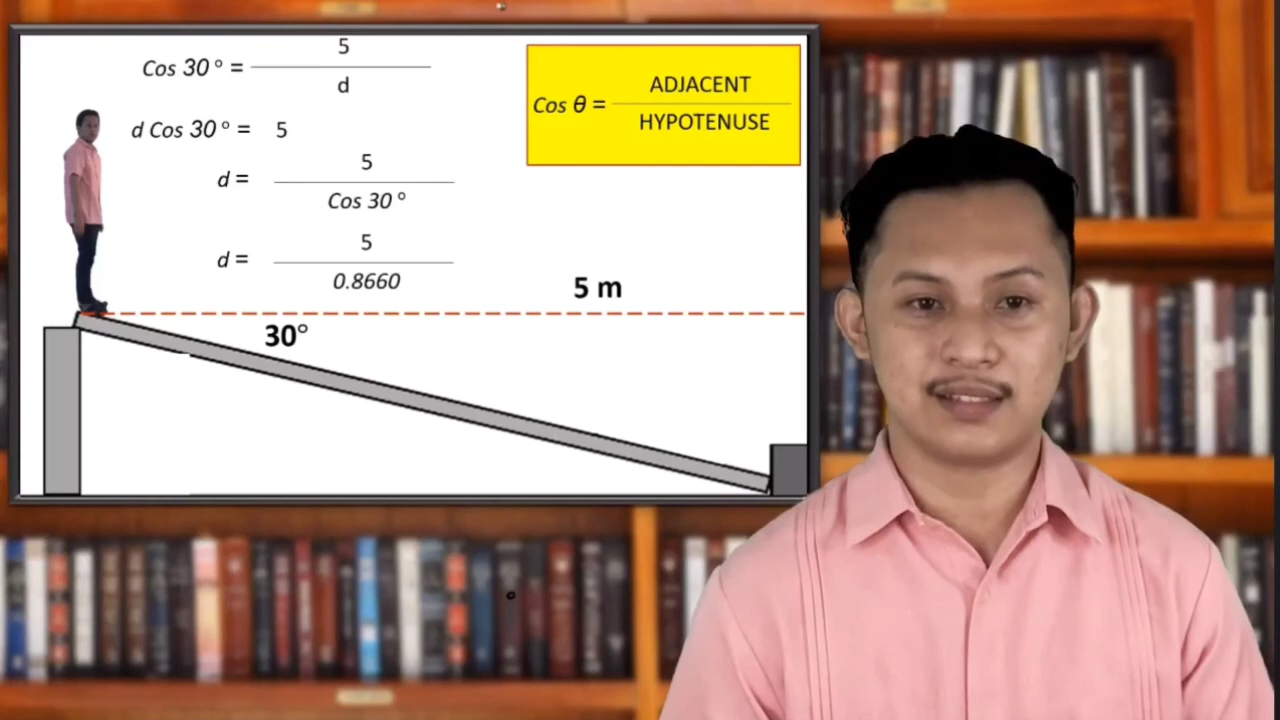 5
Cos 30° =
d
d Cos 30° = 5
5
d =
Cos 30°
5
d =
0.8660
ADJACENT
Cos θ =
HYPOTENUSE
5 m
30°